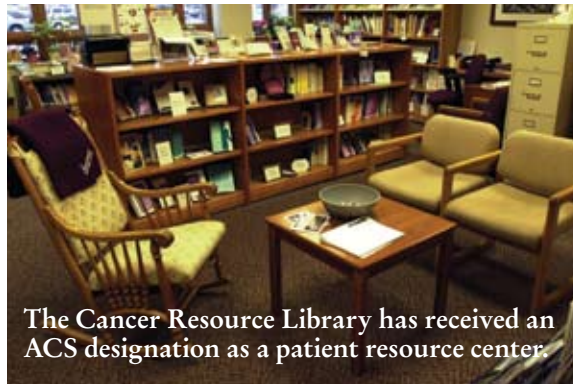 The Cancer Resource Library has received an
ACS designation as a patient resource center.